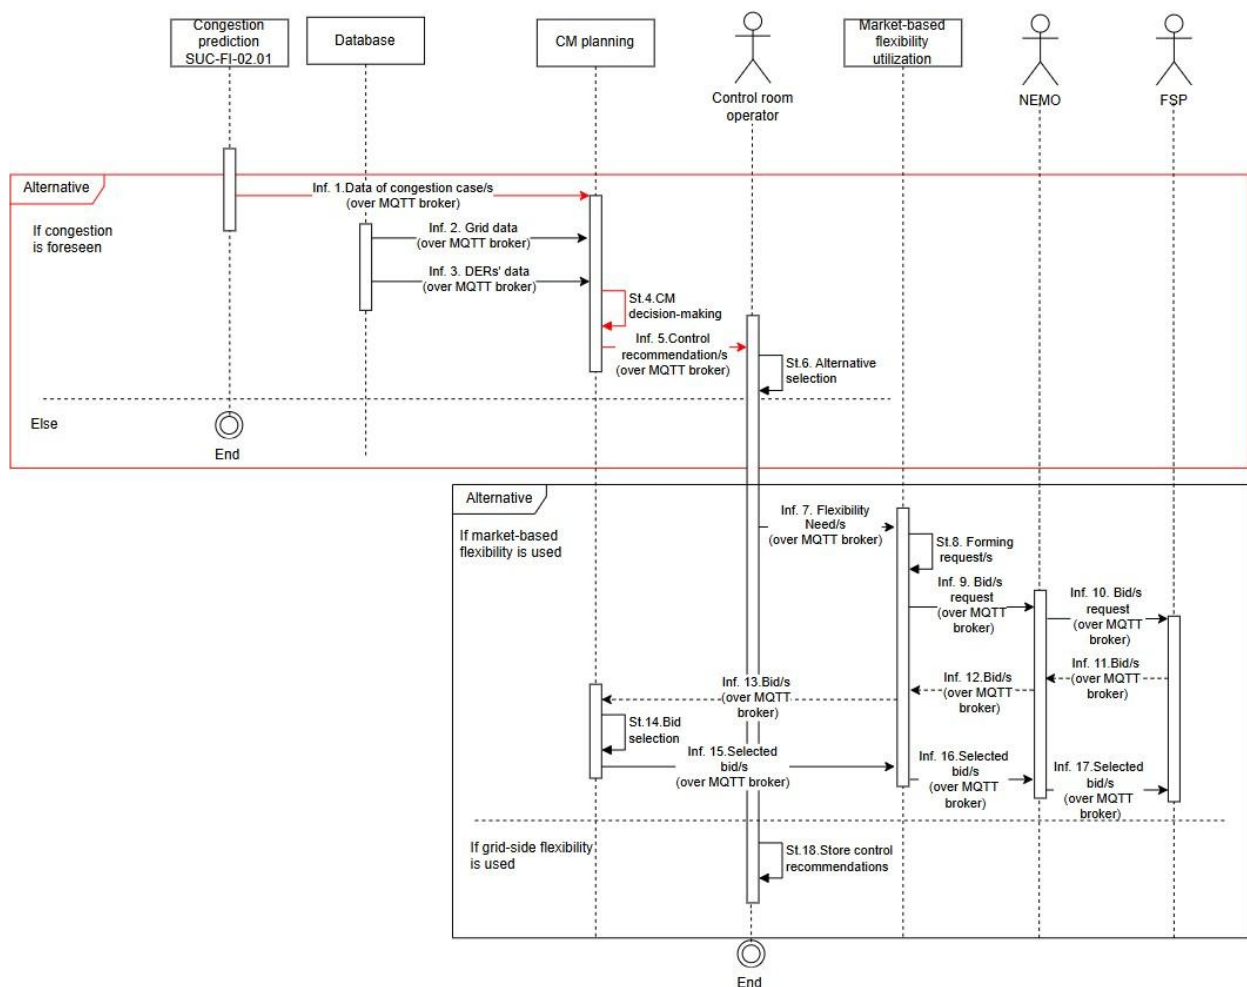 Congestion
prediction
SUC-FI-02.01
Database
CM planning
Control room
operator
Market-based
flexibility
utilization
NEMO
FSP
Alternative
If congestion
is foreseen
Inf. 1.Data of congestion case/s
(over MQTT broker)
Inf. 2. Grid data
(over MQTT broker)
Inf. 3. DERs' data
(over MQTT broker)
St.4.CM
decision-making
Inf. 5.Control
recommendation/s
(over MQTT broker)
St.6. Alternative
selection
Else
End
Alternative
If market-based
flexibility is used
Inf. 7. Flexibility
Need/s
(over MQTT broker)
St.8. Forming
request/s
Inf. 9. Bid/s
request
(over MQTT
broker)
Inf. 10. Bid/s
request
(over MQTT
broker)
Inf. 11.Bid/s
(over MQTT
broker)
Inf. 12.Bid/s
(over MQTT
broker)
Inf. 13.Bid/s
(over MQTT
broker)
St.14.Bid
selection
Inf. 15.Selected
bid/s
(over MQTT broker)
Inf. 16.Selected
bid/s
(over MQTT
broker)
Inf. 17.Selected
bid/s
(over MQTT
broker)
If grid-side flexibility
is used
St.18.Store control
recommendations
End